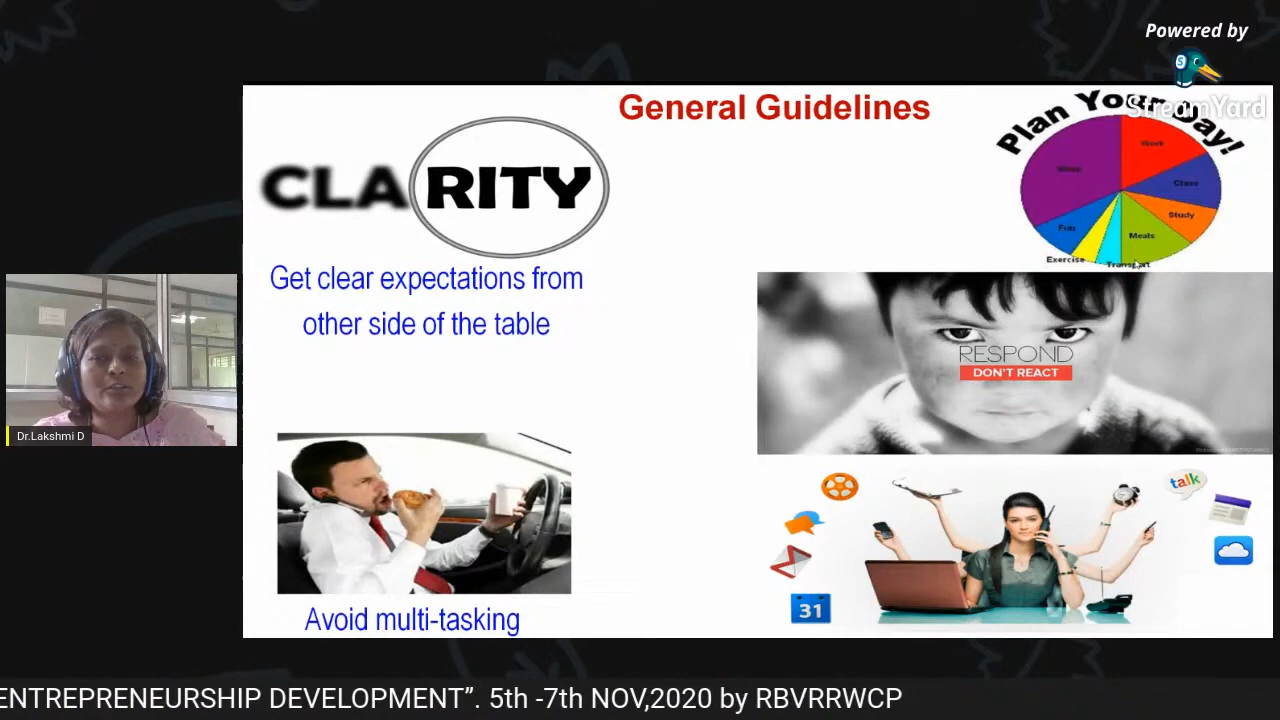 Powered by
StreamYard
General Guidelines
CLARITY
Get clear expectations from
other side of the table
Plan Your Day!
Work
Sleep
Class
Study
Fun
Meals
Exercise
Transport
RESPOND
DON'T REACT
Dr.Lakshmi D
talk
31
Avoid multi-tasking
ENTREPRENEURSHIP DEVELOPMENT”. 5th -7th NOV,2020 by RBVRRWCP